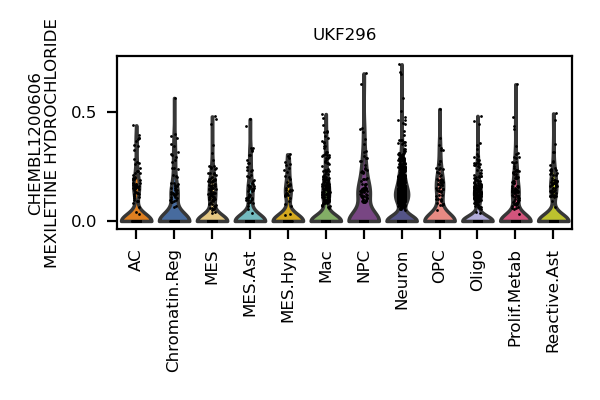 UKF296
CHEMBL1200606
MEXILETINE HYDROCHLORIDE
0.5
0.0
AC
Chromatin.Reg
MES
MES.Ast
MES.Hyp
Mac
NPC
Neuron
OPC
Oligo
Prolif.Metab
Reactive.Ast